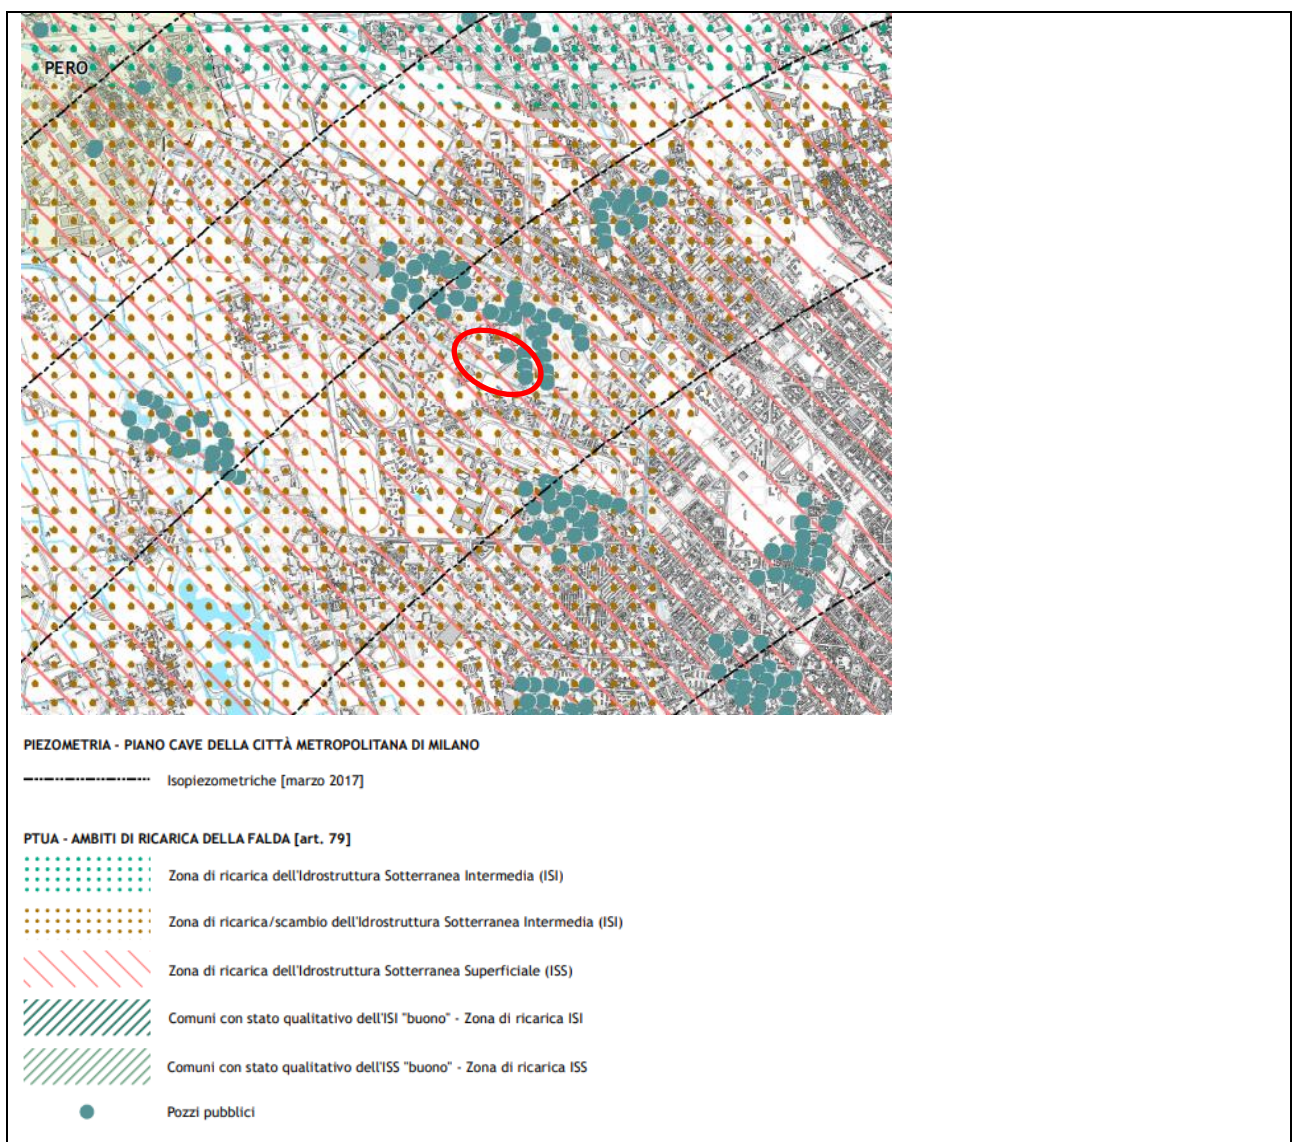 PERO
PIEZOMETRIA - PIANO CAVE DELLA CITTÀ METROPOLITANA DI MILANO
Isopiezometriche [marzo 2017]
PTUA - AMBITI DI RICARICA DELLA FALDA [art. 79]
Zona di ricarica dell'Idrostruttura Sotterranea Intermedia (ISI)
Zona di ricarica/scambio dell'Idrostruttura Sotterranea Intermedia (ISI)
Zona di ricarica dell'Idrostruttura Sotterranea Superficiale (ISS)
Comuni con stato qualitativo dell'ISI "buono" - Zona di ricarica ISI
Comuni con stato qualitativo dell'ISS "buono" - Zona di ricarica ISS
Pozzi pubblici